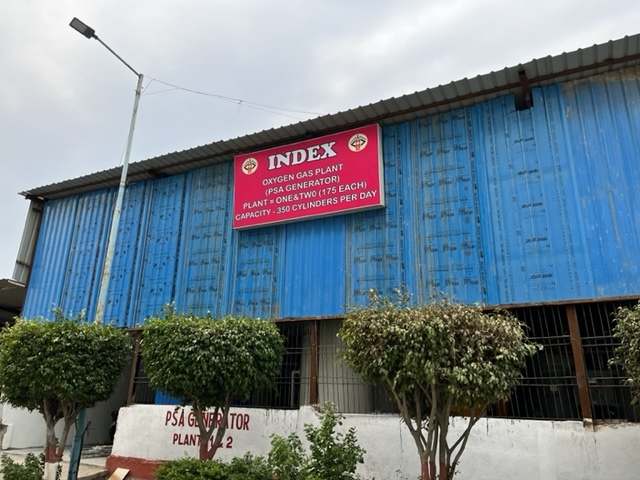 INDEX
OXYGEN GAS PLANT
(PSA GENERATOR)
PLANT = ONE&TWO (175 EACH)
CAPACITY - 350 CYLINDERS PER DAY
PSA GENERATOR
PLANT 2